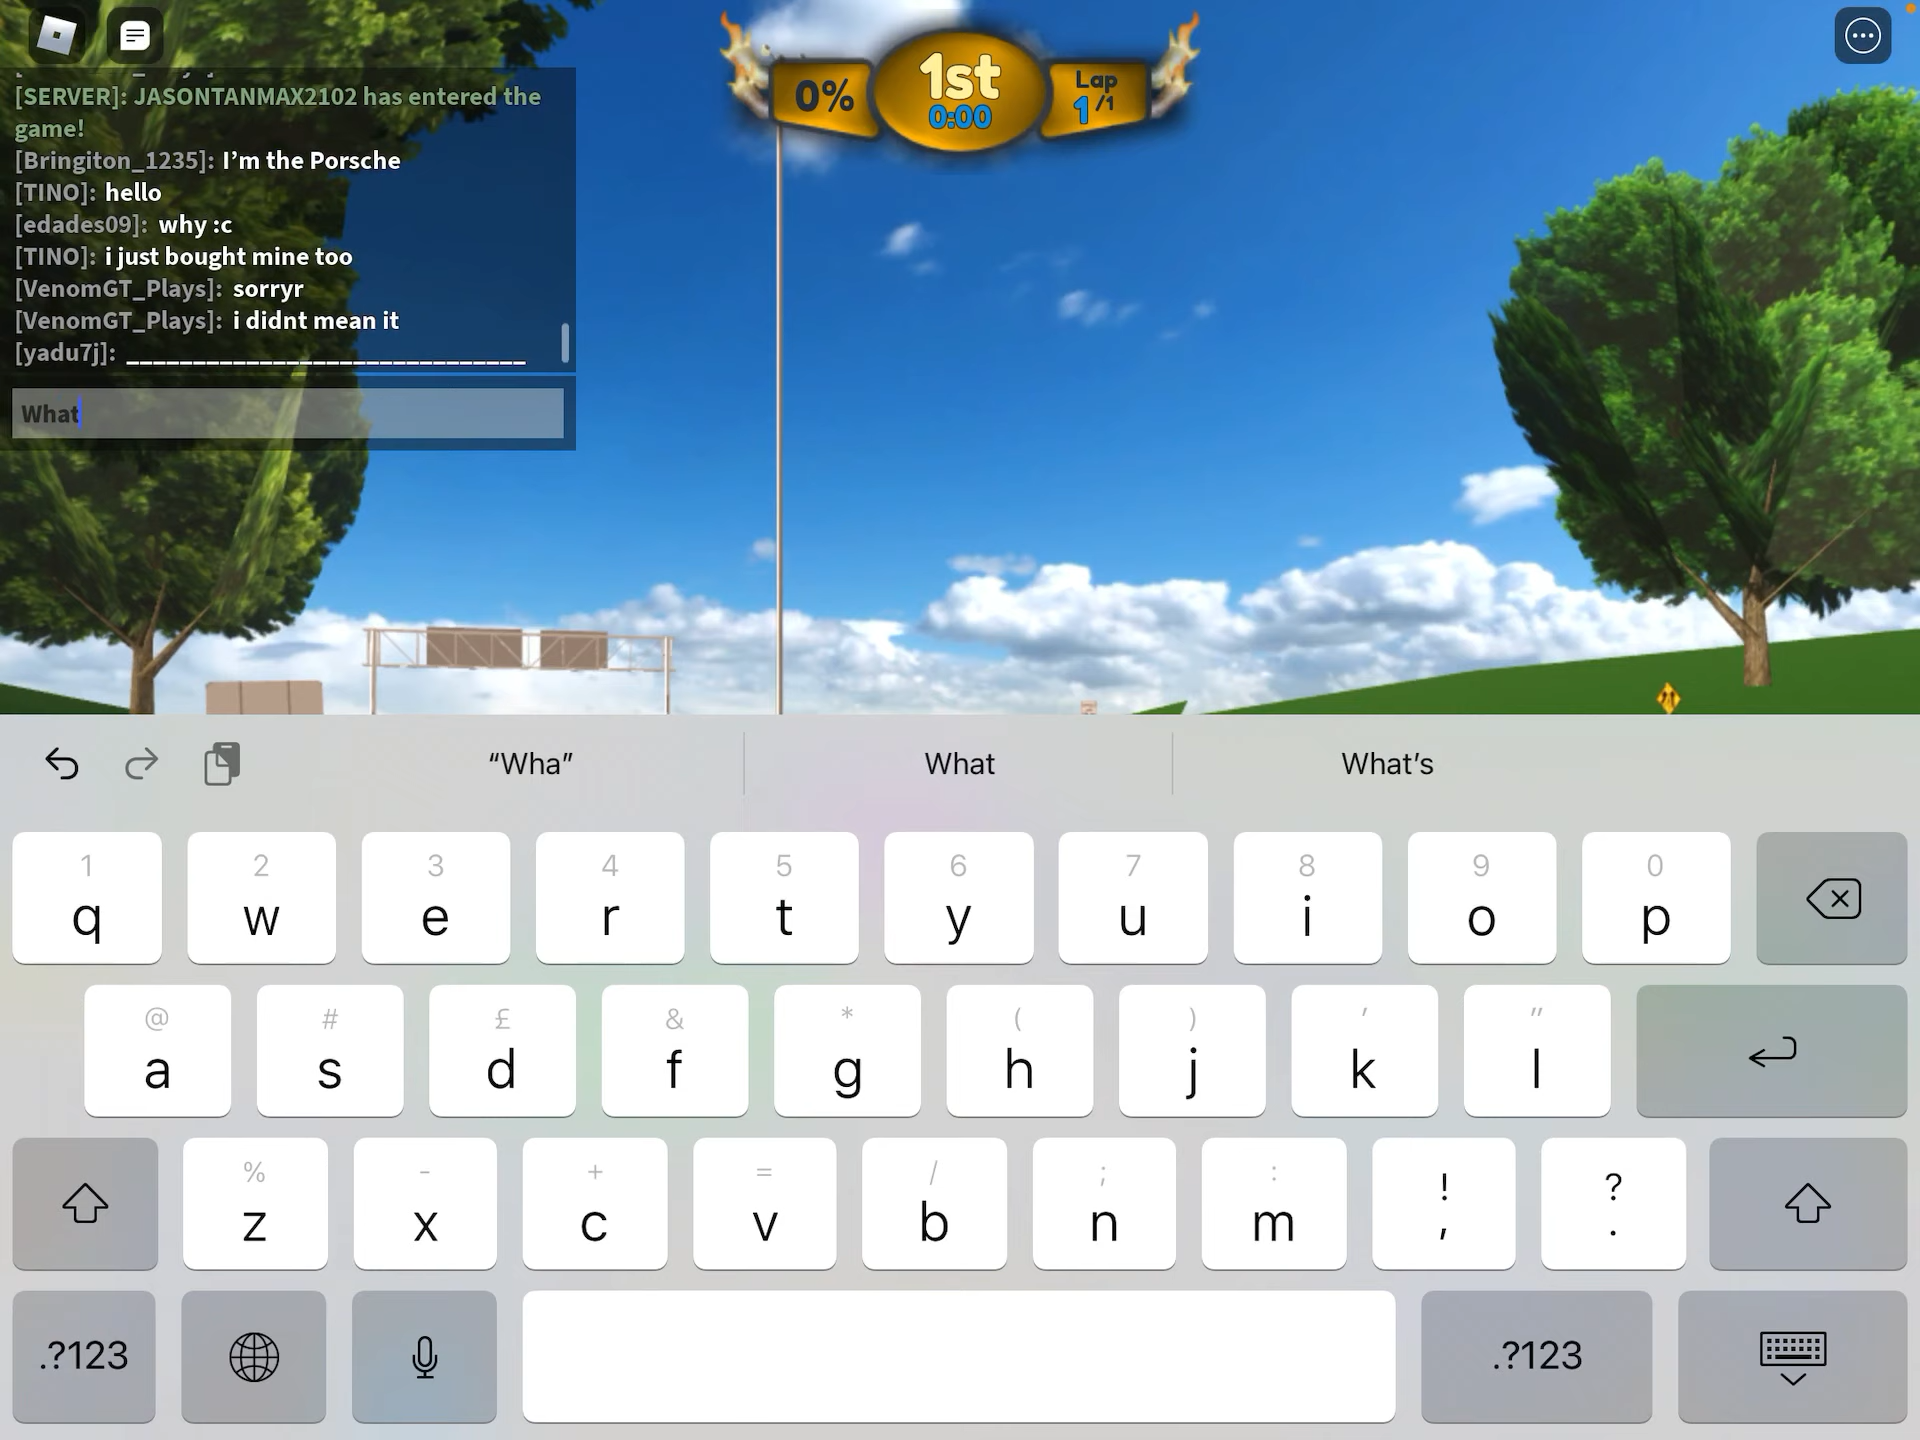 [SERVER]: JASONTANMAX2102 has entered the
game!
[Bringiton_1235]: I’m the Porsche
[TINO]: hello
[edades09]: why :c
[TINO]: i just bought mine too
[VenomGT_Plays]: sorryr
[VenomGT_Plays]: i didnt mean it
[yadu7j]: ______________________________
What
0%
1st
0:00
Lap
1/1
“Wha” What What’s
1 2 3 4 5 6 7 8 9 0
q w e r t y u i o p
@ # £ & * ( ) ' "
a s d f g h j k l
% - + = / ; : ! ?
z x c v b n m , .
.?123 .?123